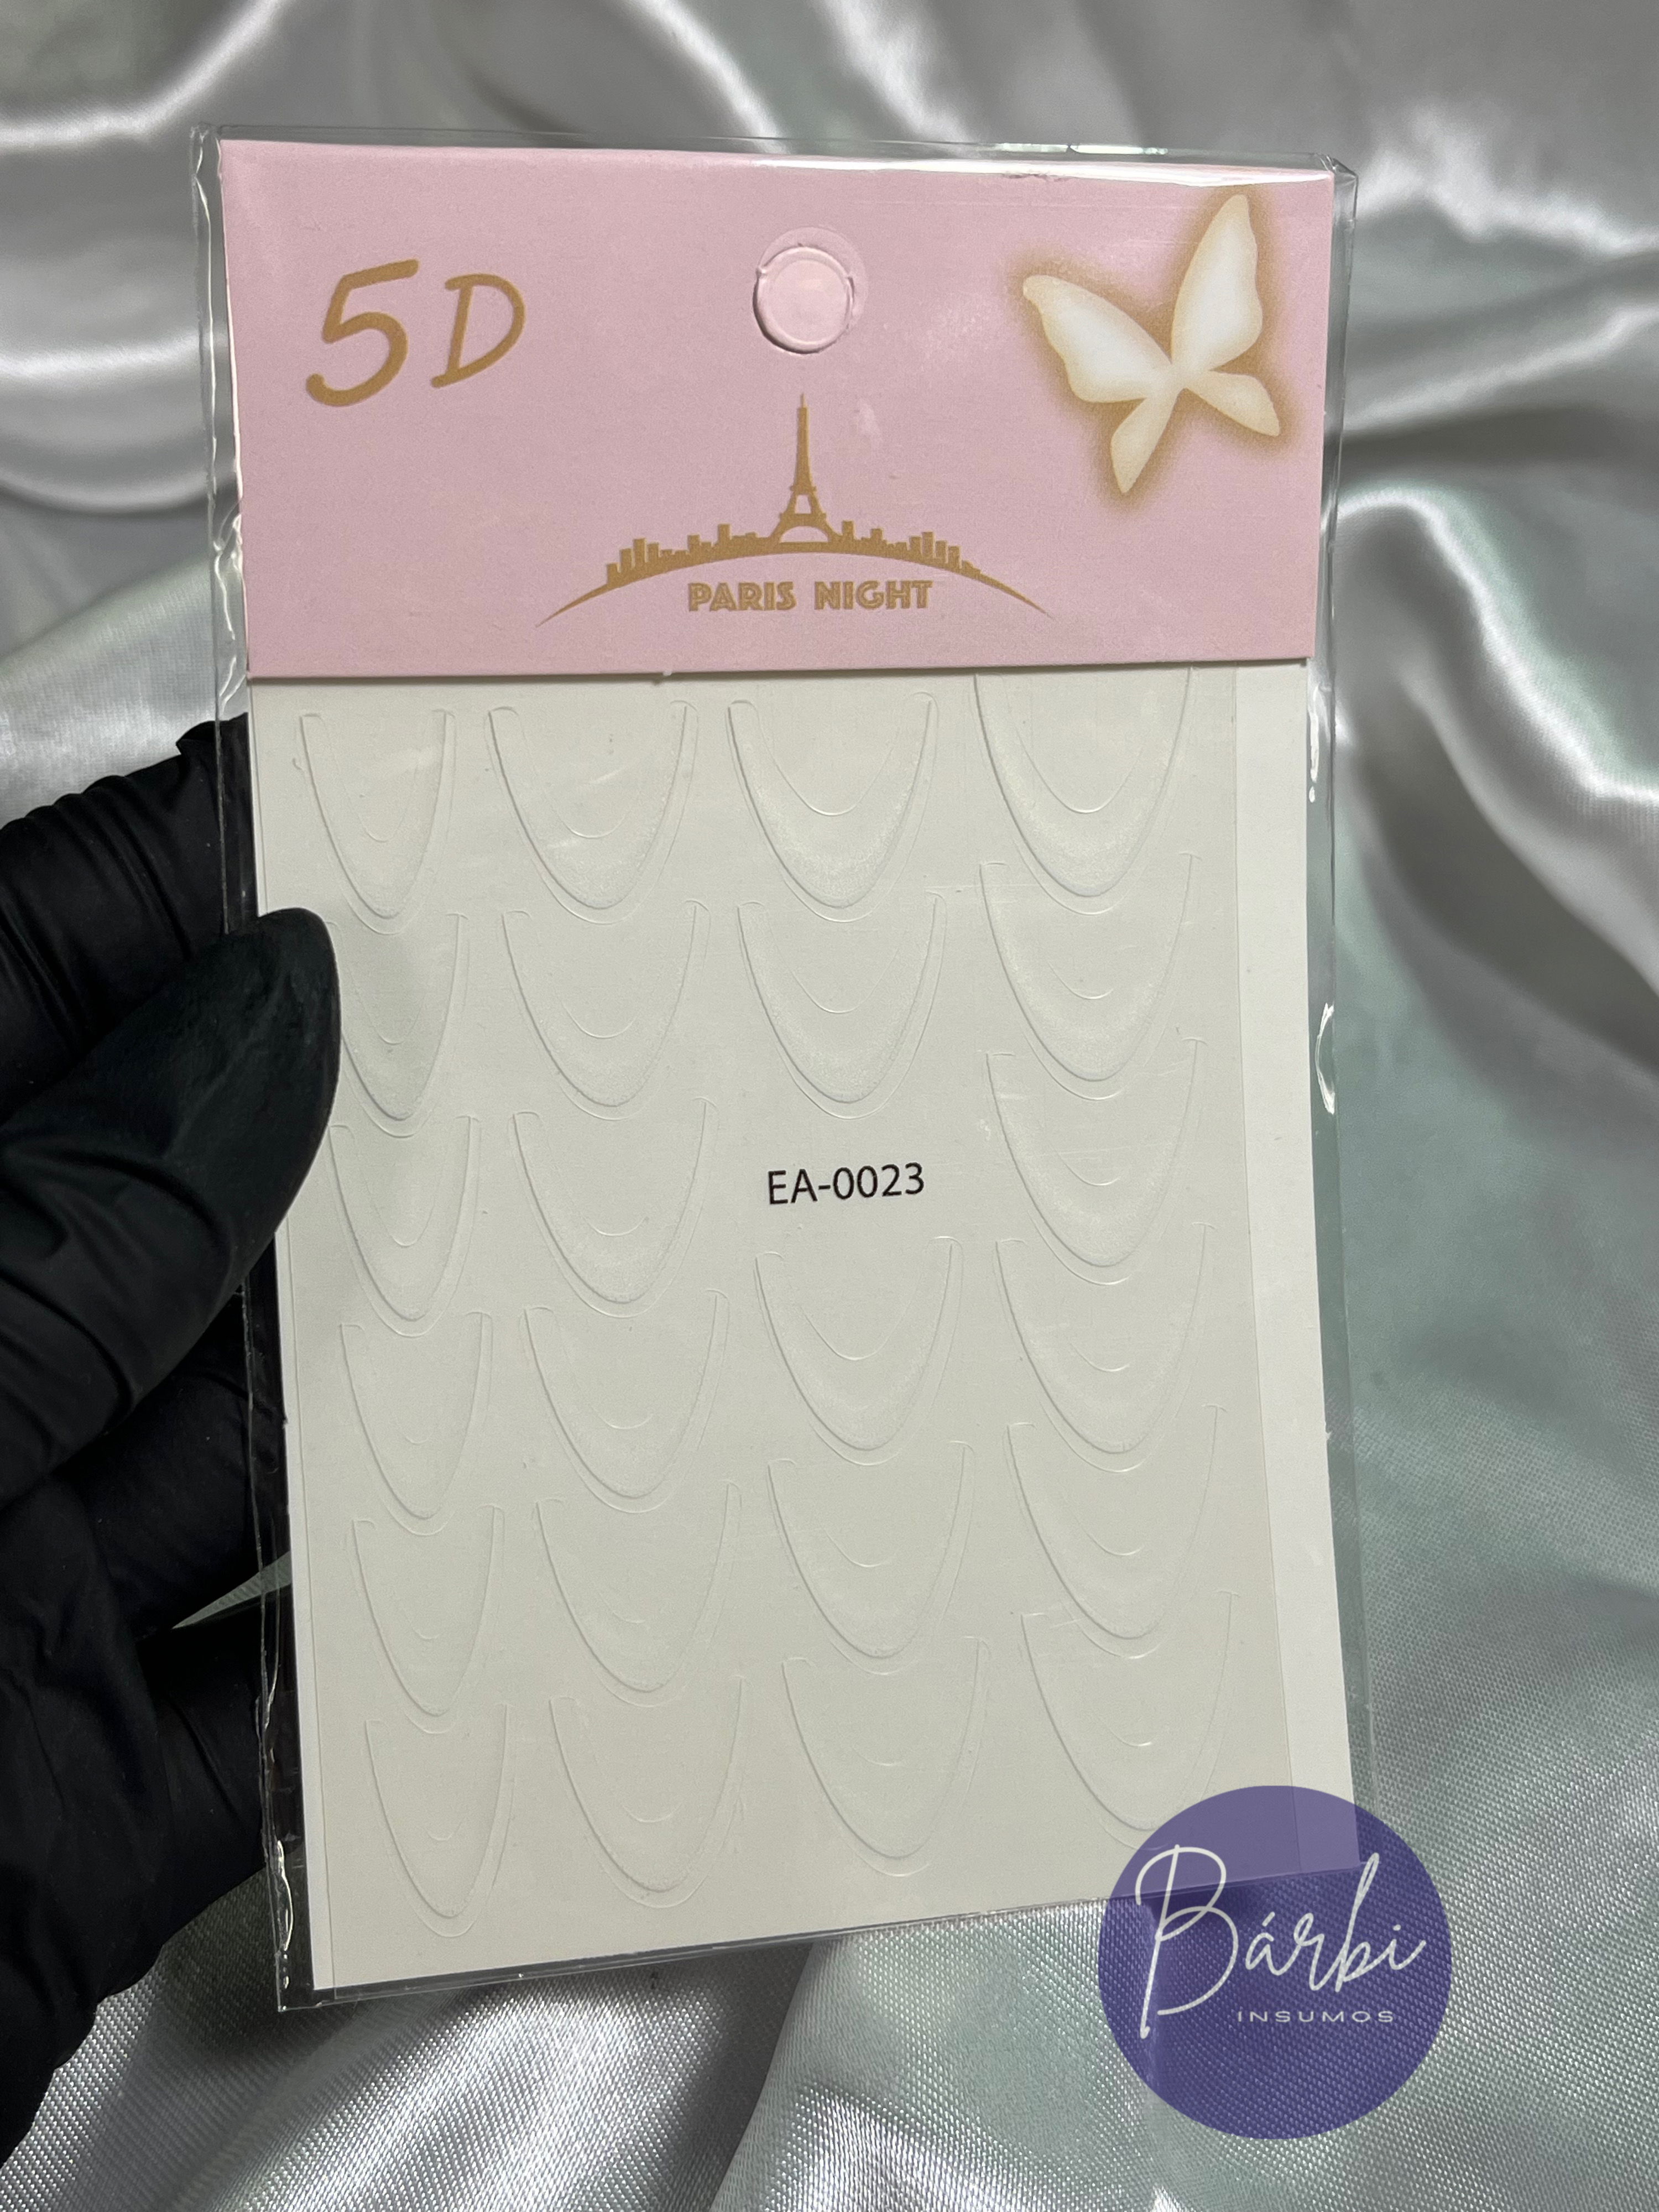 5D
PARIS NIGHT
EA-0023
Bárbi
INSUMOS